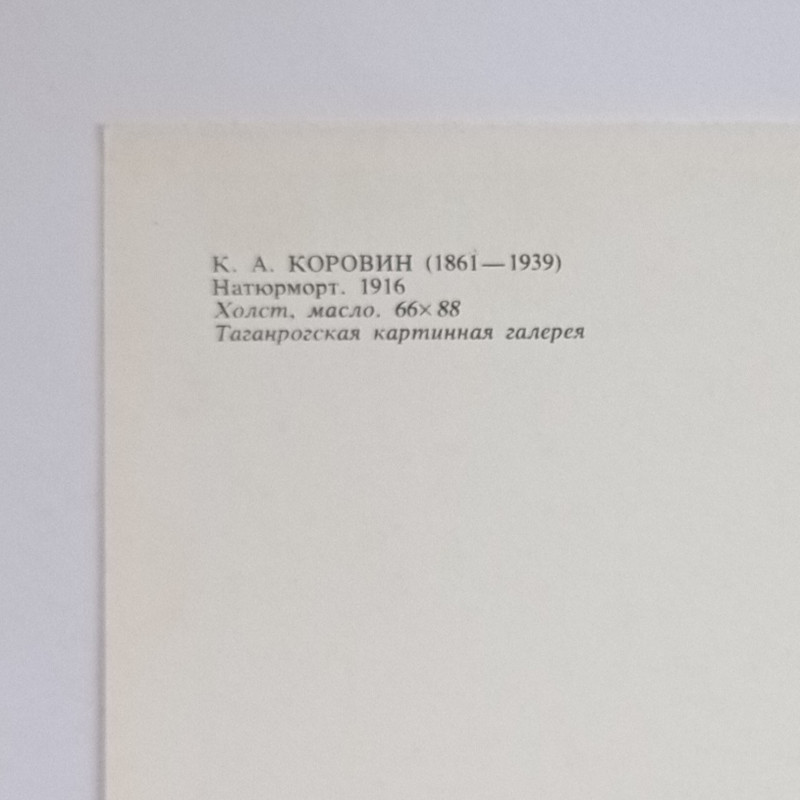 К. А. КОРОВИН (1861—1939)
Натюрморт. 1916
Холст, масло. 66×88
Таганрогская картинная галерея